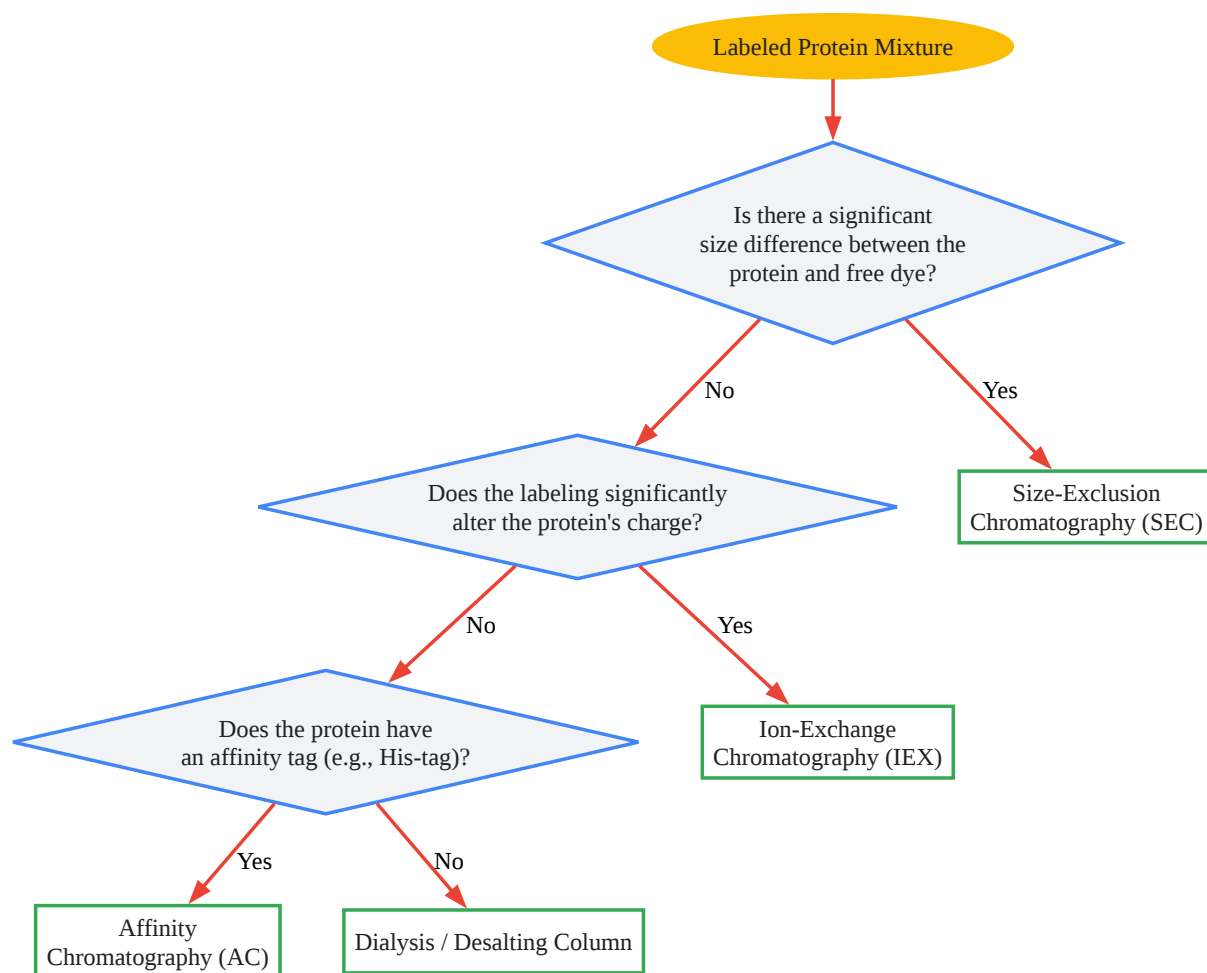 Labeled Protein Mixture
Is there a significant
size difference between the
protein and free dye?
No
Yes
Does the labeling significantly
alter the protein's charge?
Size-Exclusion
Chromatography (SEC)
No
Yes
Does the protein have
an affinity tag (e.g., His-tag)?
Ion-Exchange
Chromatography (IEX)
Yes
No
Affinity
Chromatography (AC)
Dialysis / Desalting Column